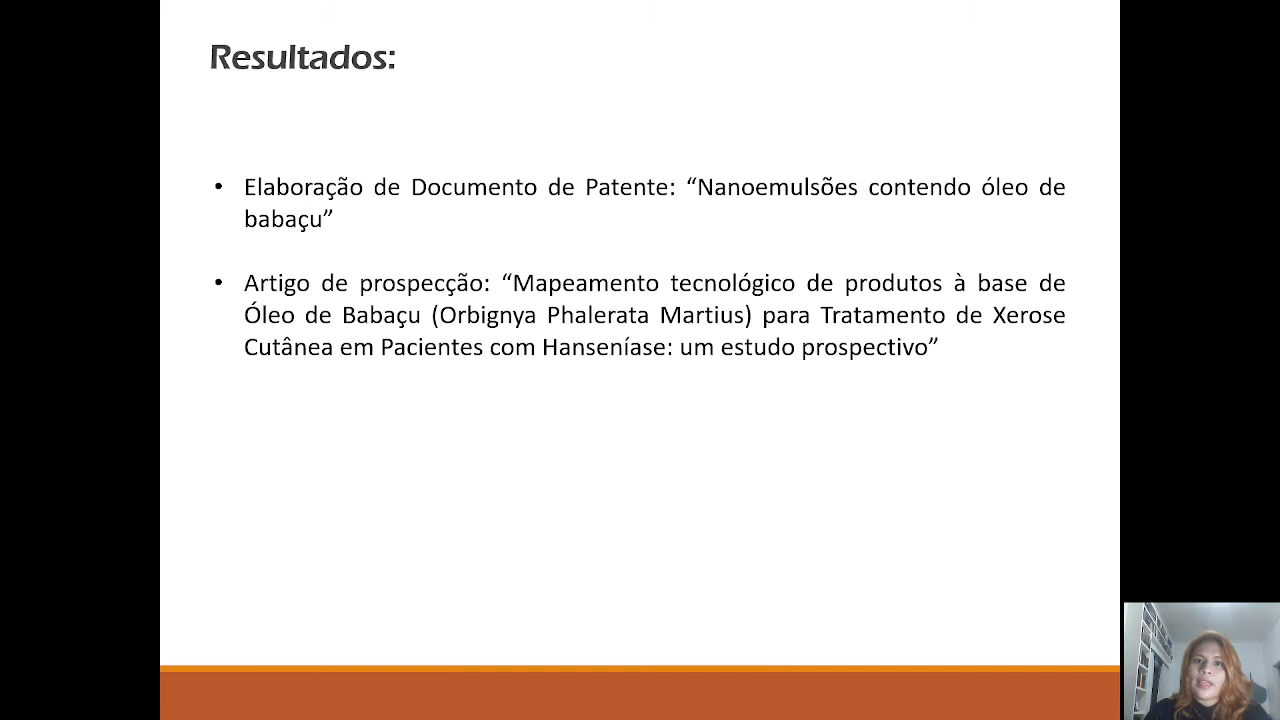 Resultados:
• Elaboração de Documento de Patente: “Nanoemulsões contendo óleo de
babaçu”
• Artigo de prospecção: “Mapeamento tecnológico de produtos à base de
Óleo de Babaçu (Orbignya Phalerata Martius) para Tratamento de Xerose
Cutânea em Pacientes com Hanseníase: um estudo prospectivo”